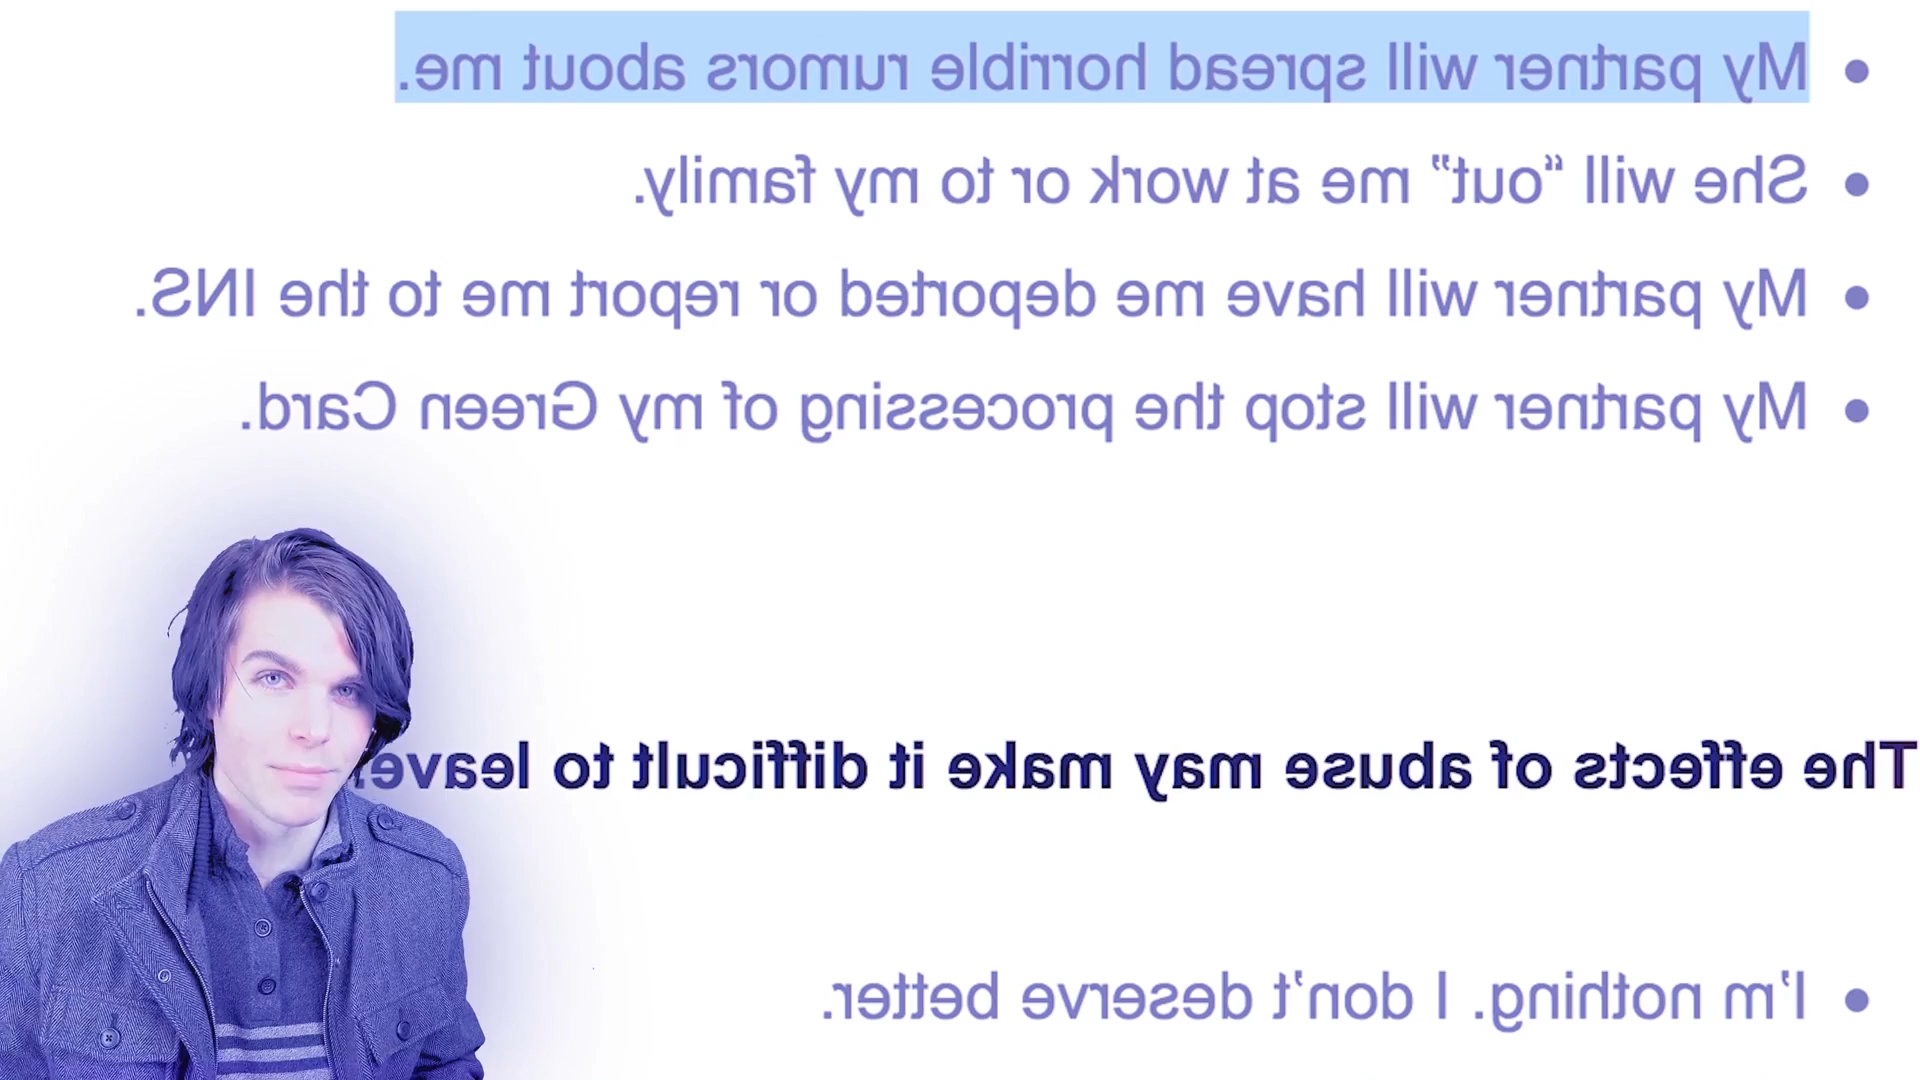 • My partner will spread horrible rumors about me.
• She will “out” me at work or to my family.
• My partner will have me deported or report me to the INS.
• My partner will stop the processing of my Green Card.
The effects of abuse may make it difficult to leave:
• I’m nothing. I don’t deserve better.